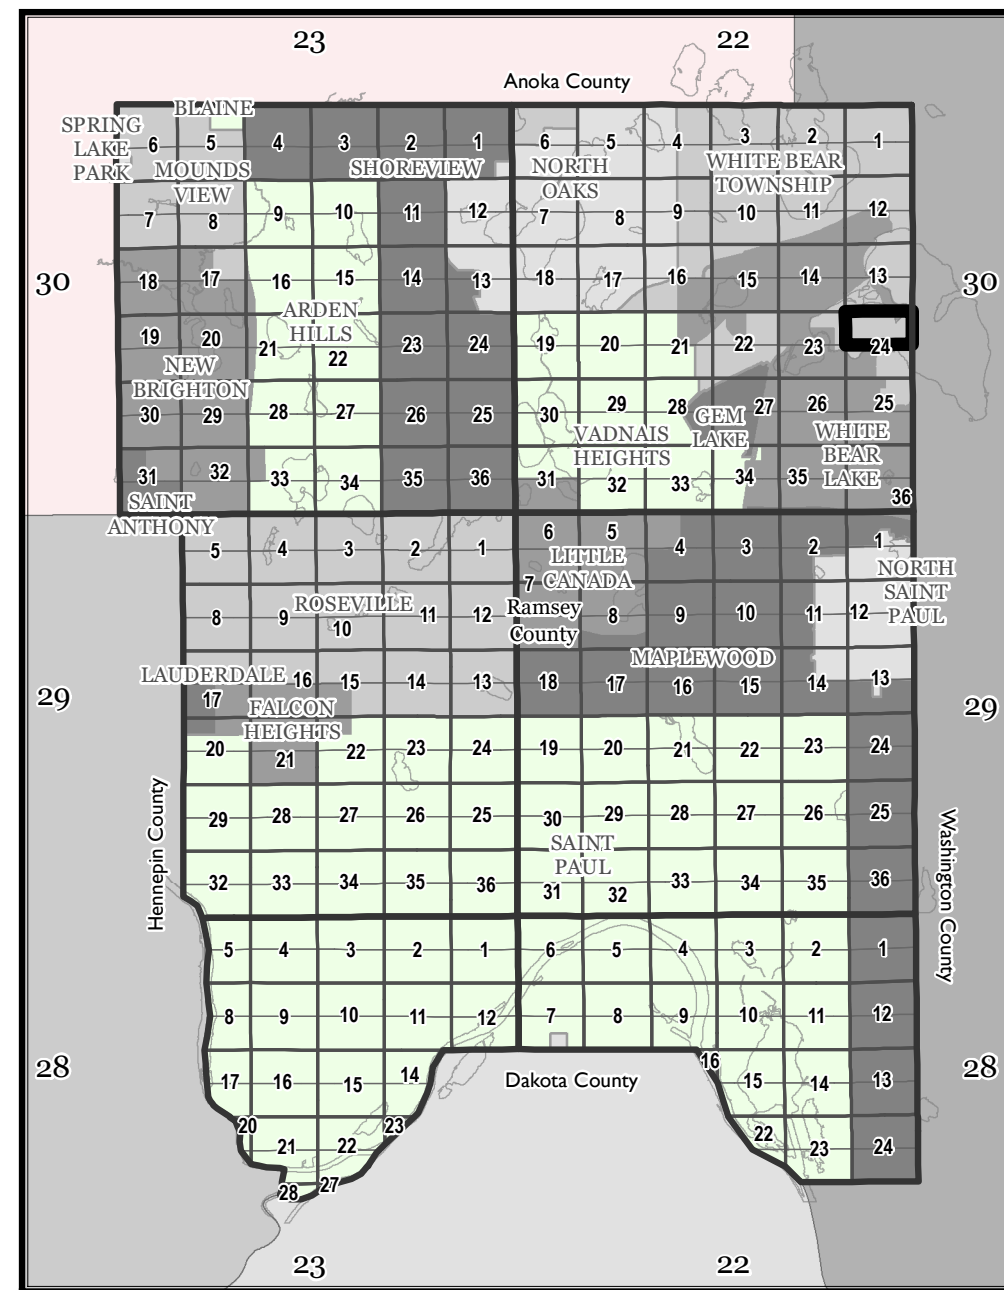 23 22
Anoka County
BLAINE
SPRING
LAKE
PARK
6 5 4 3 2 1 6 5 4 3 2 1
MOUNDS
VIEW
SHOREVIEW
NORTH
OAKS
WHITE BEAR
TOWNSHIP
7 8 9 10 11 12 7 8 9 10 11 12
30 18 17 16 15 14 13 18 17 16 15 14 13 30
ARDEN
HILLS
19 20 21 22 23 24 19 20 21 22 23 24
NEW
BRIGHTON
30 29 28 27 26 25 30 29 28 27 26 25
GEM
LAKE
VADNAIS
HEIGHTS
WHITE
BEAR
LAKE
31 32 33 34 35 36 31 32 33 34 35 36
SAINT
ANTHONY
5 4 3 2 1 6 5 4 3 2 1
LITTLE
CANADA
NORTH
SAINT
PAUL
7
8 9 10 11 12 8 9 10 11 12
ROSEVILLE
Ramsey
County
MAPLEWOOD
LAUDERDALE
17 16 15 14 13 18 17 16 15 14 13
29 29
FALCON
HEIGHTS
20 21 22 23 24 19 20 21 22 23 24
29 28 27 26 25 30 29 28 27 26 25
SAINT
PAUL
32 33 34 35 36 31 32 33 34 35 36
Hennepin County
Washington County
5 4 3 2 1 6 5 4 3 2 1
8 9 10 11 12 7 8 9 10 11 12
28 17 16 15 14 16 15 14 13 28
Dakota County
20 21 22 23 22 23 24
28 27
23 22